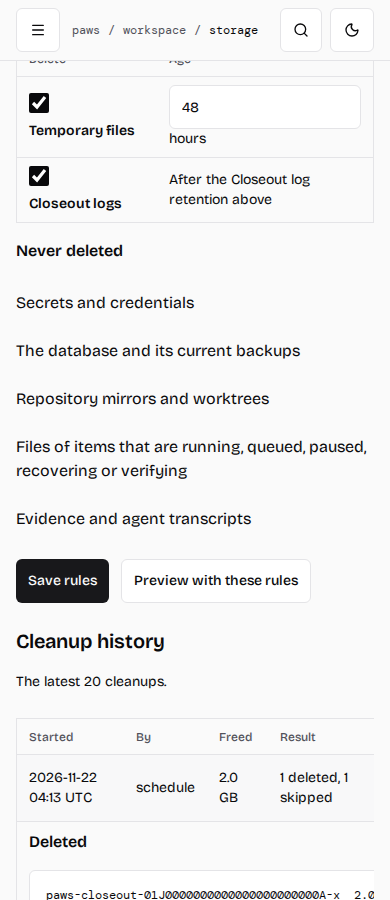 paws / workspace / storage
Delete Age
48
Temporary files
hours
Closeout logs
After the Closeout log
retention above
Never deleted
Secrets and credentials
The database and its current backups
Repository mirrors and worktrees
Files of items that are running, queued, paused,
recovering or verifying
Evidence and agent transcripts
Save rules
Preview with these rules
Cleanup history
The latest 20 cleanups.
Started By Freed Result
2026-11-22
04:13 UTC
schedule
2.0
GB
1 deleted, 1
skipped
Deleted